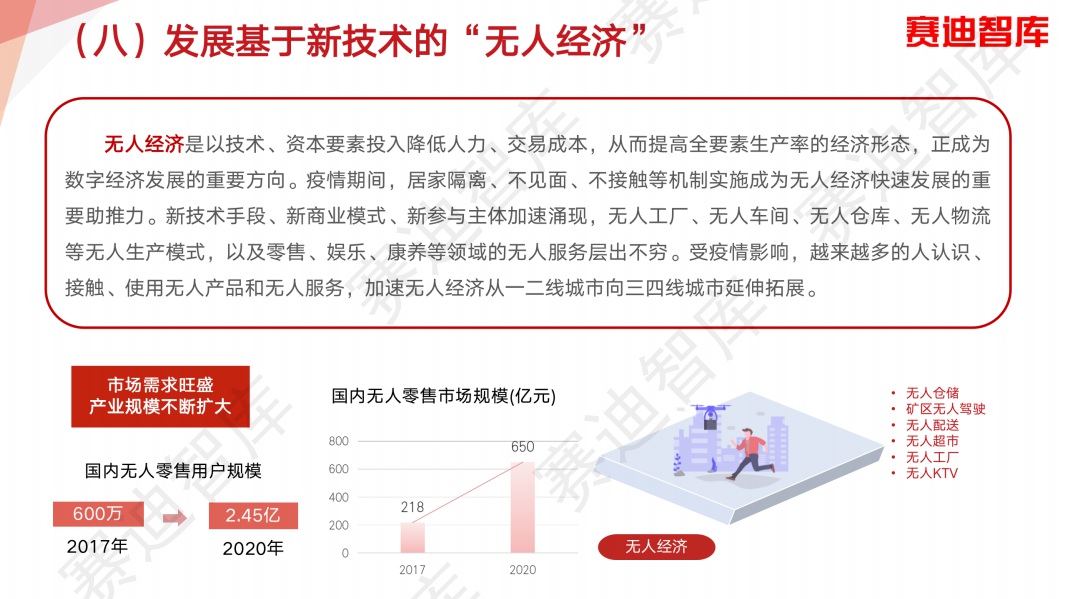 （八）发展基于新技术的“无人经济”
赛迪智库
无人经济是以技术、资本要素投入降低人力、交易成本，从而提高全要素生产率的经济形态，正成为
数字经济发展的重要方向。疫情期间，居家隔离、不见面、不接触等机制实施成为无人经济快速发展的重
要助推力。新技术手段、新商业模式、新参与主体加速涌现，无人工厂、无人车间、无人仓库、无人物流
等无人生产模式，以及零售、娱乐、康养等领域的无人服务层出不穷。受疫情影响，越来越多的人认识、
接触、使用无人产品和无人服务，加速无人经济从一二线城市向三四线城市延伸拓展。
市场需求旺盛
产业规模不断扩大
国内无人零售用户规模
600万
2.45亿
2017年
2020年
国内无人零售市场规模(亿元)
800
600
400
200
0
218
650
2017
2020
无人经济
• 无人仓储
• 矿区无人驾驶
• 无人配送
• 无人超市
• 无人工厂
• 无人KTV
赛迪智库
赛迪智库
赛迪智库
赛迪智库